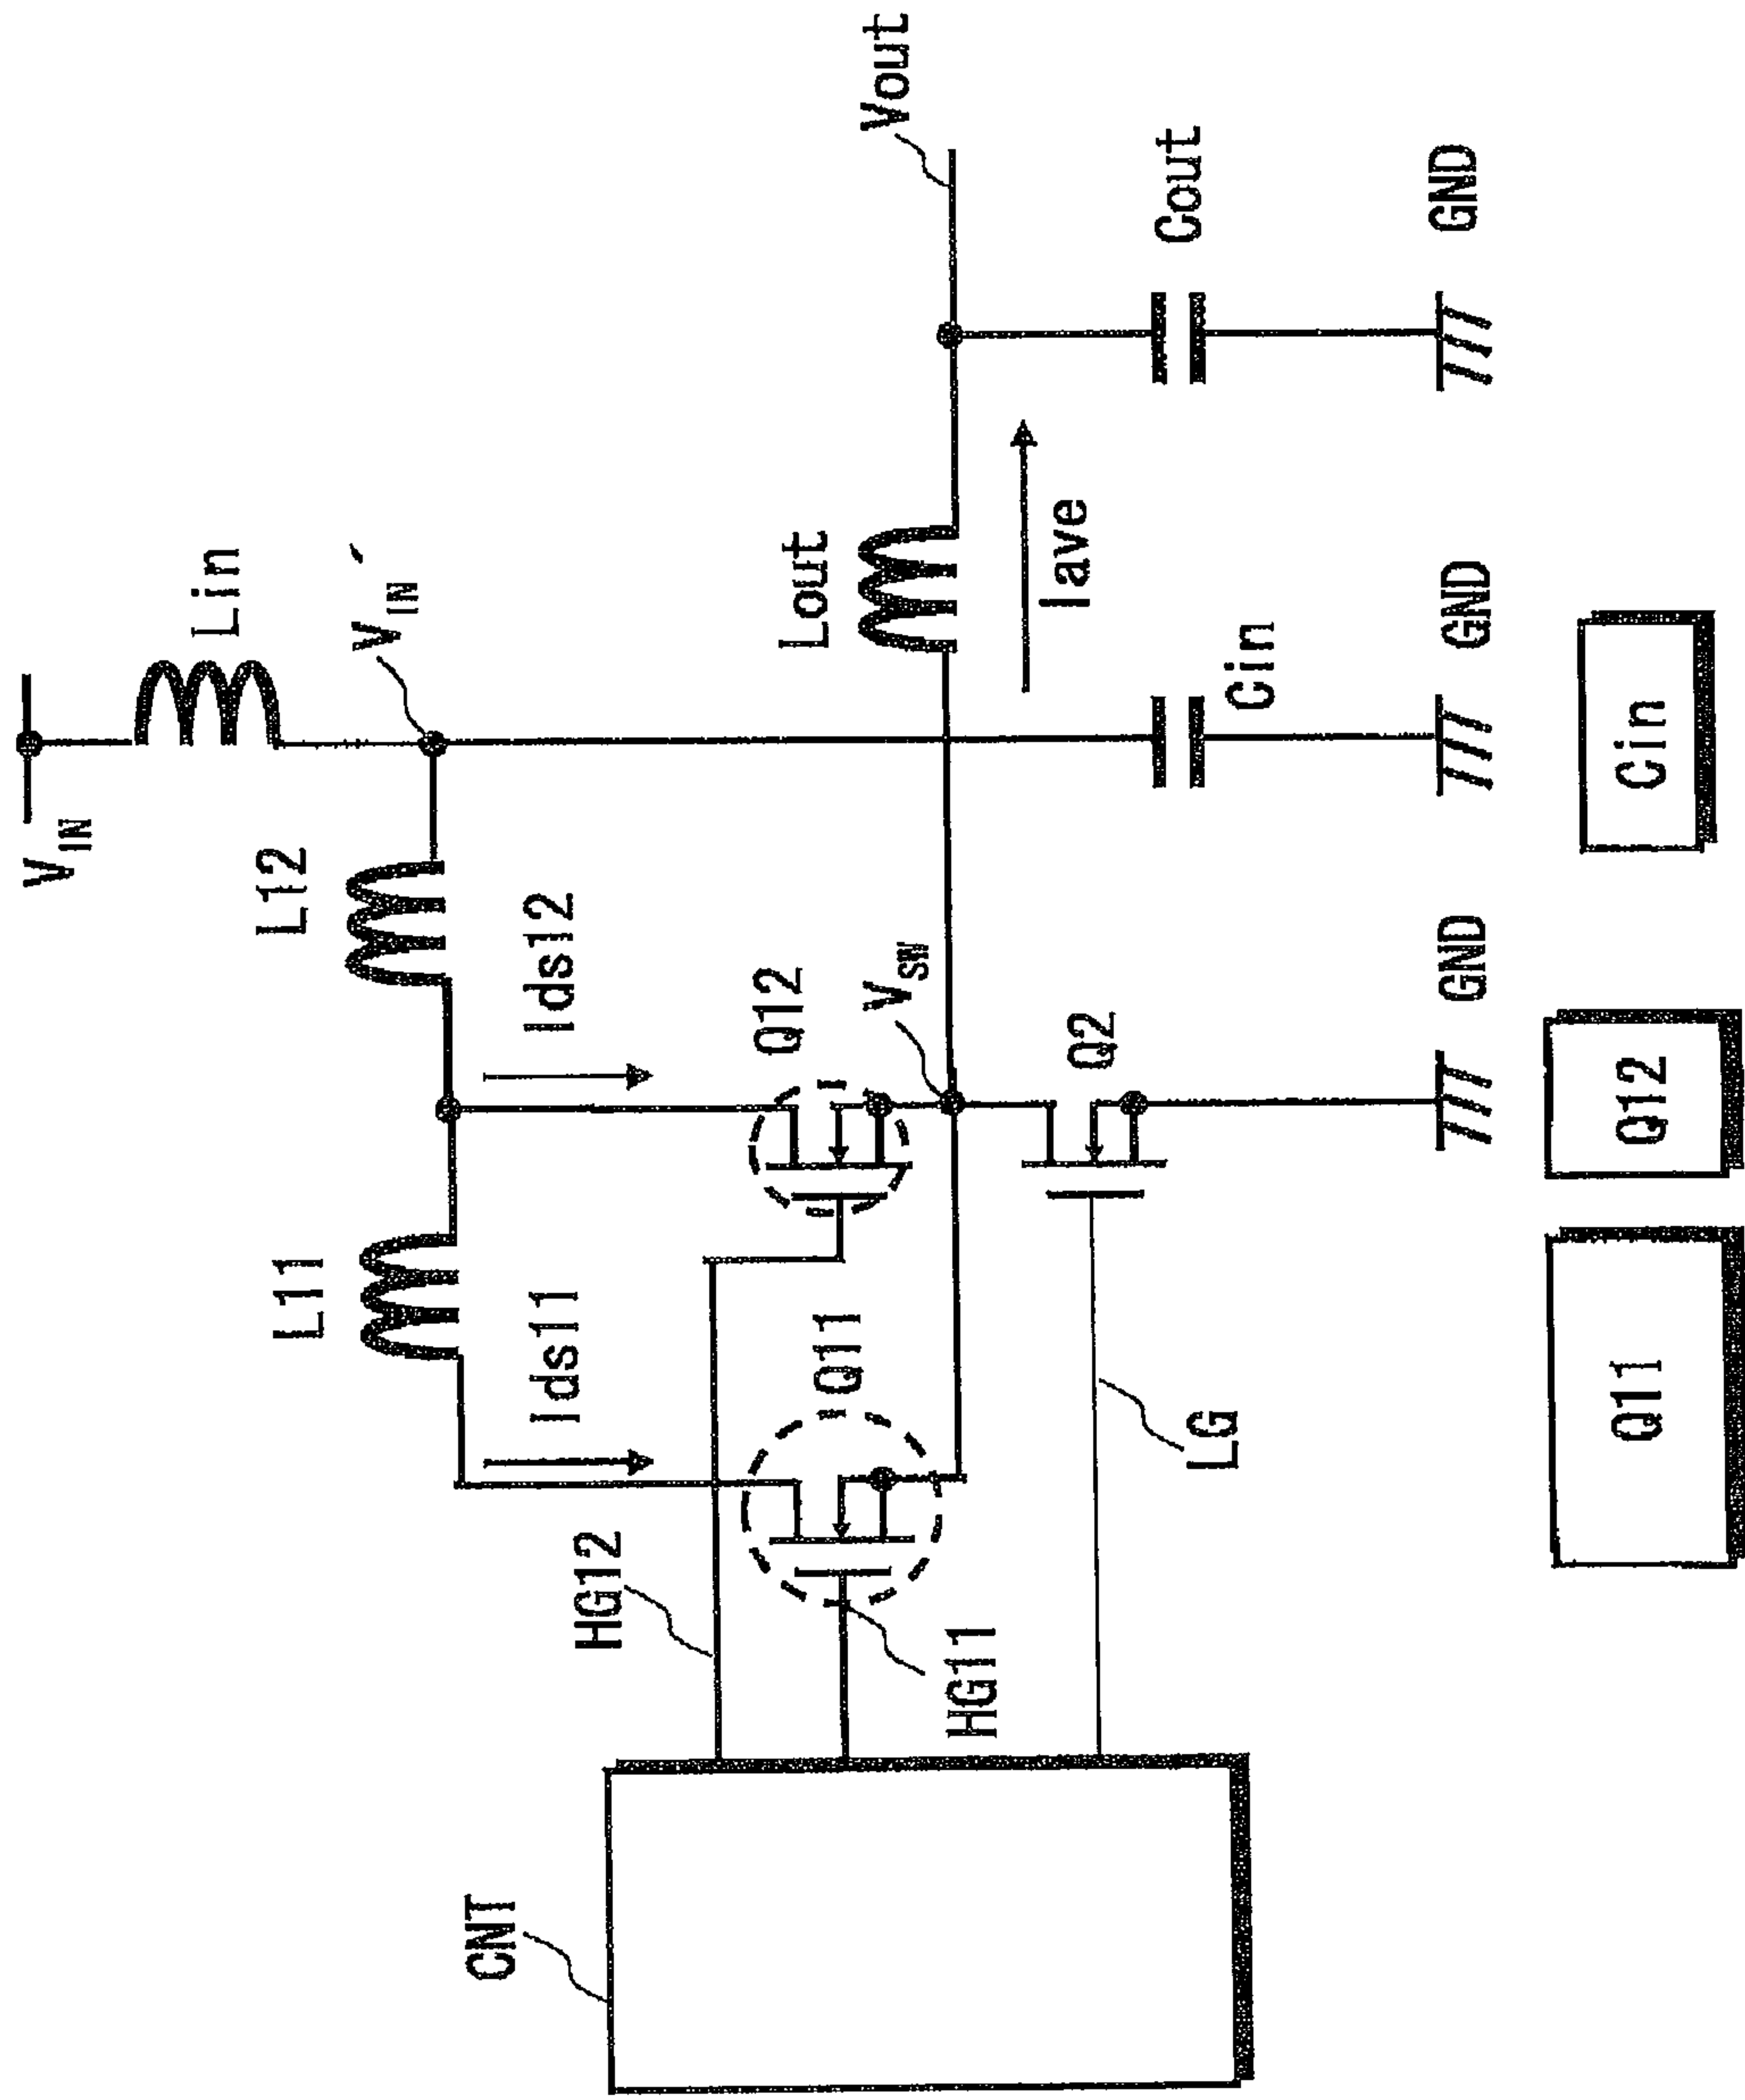 V_IN
Lin
L11
L12
V_IN′
CNT
Ids11
Ids12
HG12
Q11
Q12
Lout
Vout
V_SW
HG11
Iave
Q2
LG
Cin
Cout
GND
GND
GND
Q11
Q12
Cin